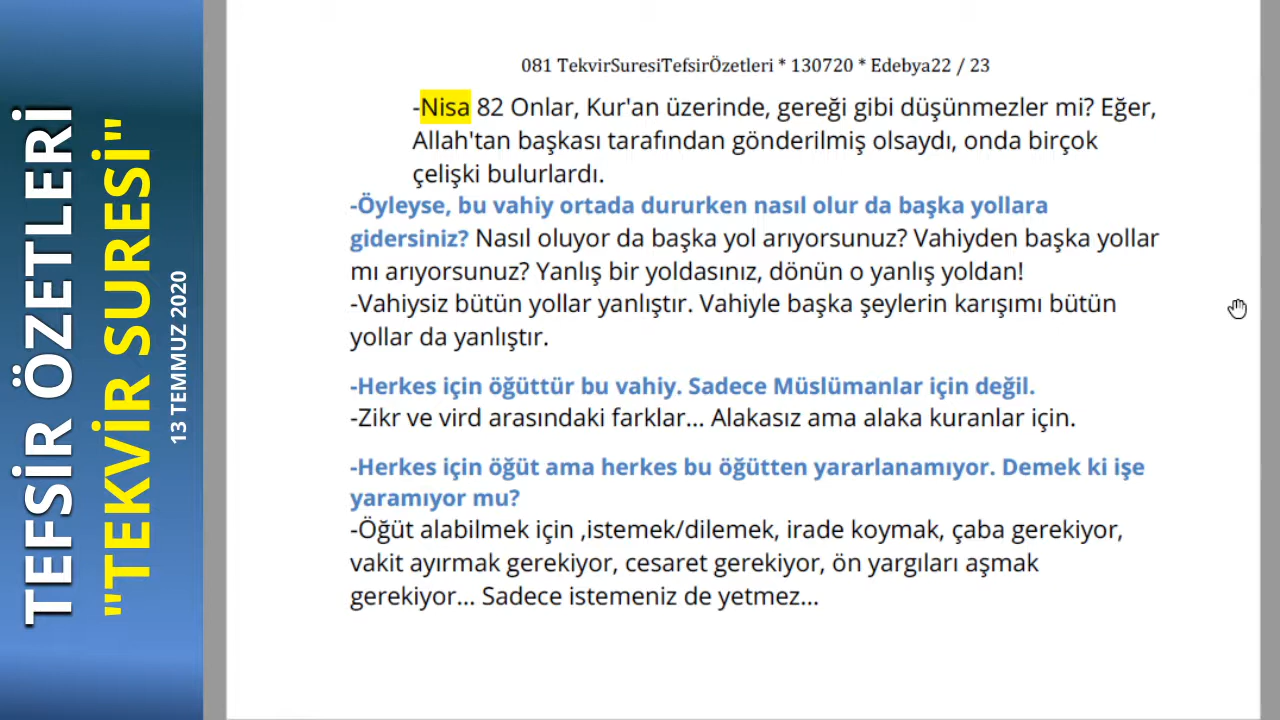 TEFSİR ÖZETLERİ
"TEKVİR SURESİ"
13 TEMMUZ 2020
081 TekvirSuresiTefsirÖzetleri * 130720 * Edebya22 / 23
-Nisa 82 Onlar, Kur'an üzerinde, gereği gibi düşünmezler mi? Eğer,
Allah'tan başkası tarafından gönderilmiş olsaydı, onda birçok
çelişki bulurlardı.
-Öyleyse, bu vahiy ortada dururken nasıl olur da başka yollara
gidersiniz? Nasıl oluyor da başka yol arıyorsunuz? Vahiyden başka yollar
mı arıyorsunuz? Yanlış bir yoldasınız, dönün o yanlış yoldan!
-Vahiysiz bütün yollar yanlıştır. Vahiyle başka şeylerin karışımı bütün
yollar da yanlıştır.
-Herkes için öğüttür bu vahiy. Sadece Müslümanlar için değil.
-Zikr ve vird arasındaki farklar... Alakasız ama alaka kuranlar için.
-Herkes için öğüt ama herkes bu öğütten yararlanamıyor. Demek ki işe
yaramıyor mu?
-Öğüt alabilmek için ,istemek/dilemek, irade koymak, çaba gerekiyor,
vakit ayırmak gerekiyor, cesaret gerekiyor, ön yargıları aşmak
gerekiyor... Sadece istemeniz de yetmez...